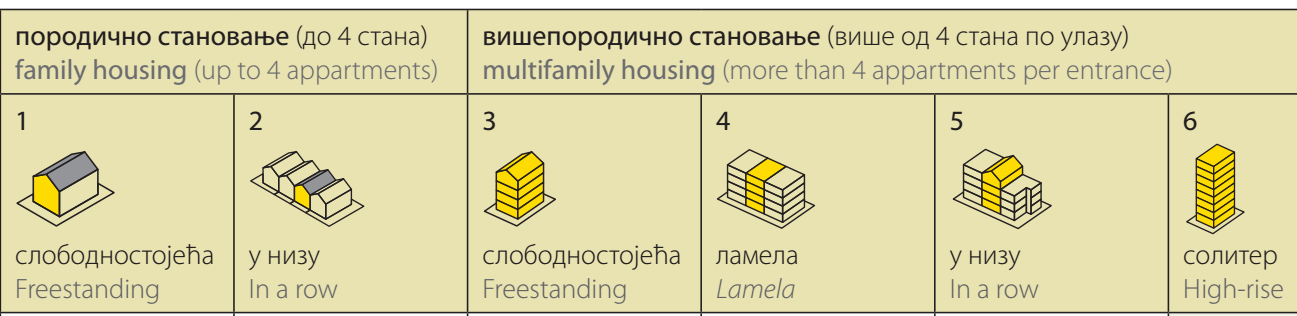 породично становање (до 4 стана)
family housing (up to 4 appartments)
вишепородично становање (више од 4 стана по улазу)
multifamily housing (more than 4 appartments per entrance)
1
слободностојећа
Freestanding
2
у низу
In a row
3
слободностојећа
Freestanding
4
ламела
Lamela
5
у низу
In a row
6
солитер
High-rise